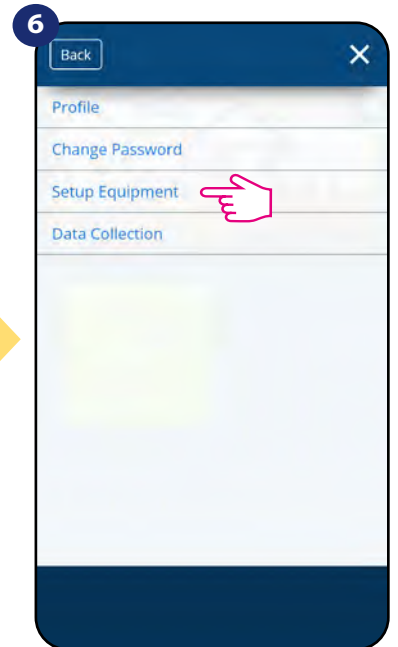 6
Back
Profile
Change Password
Setup Equipment
Data Collection